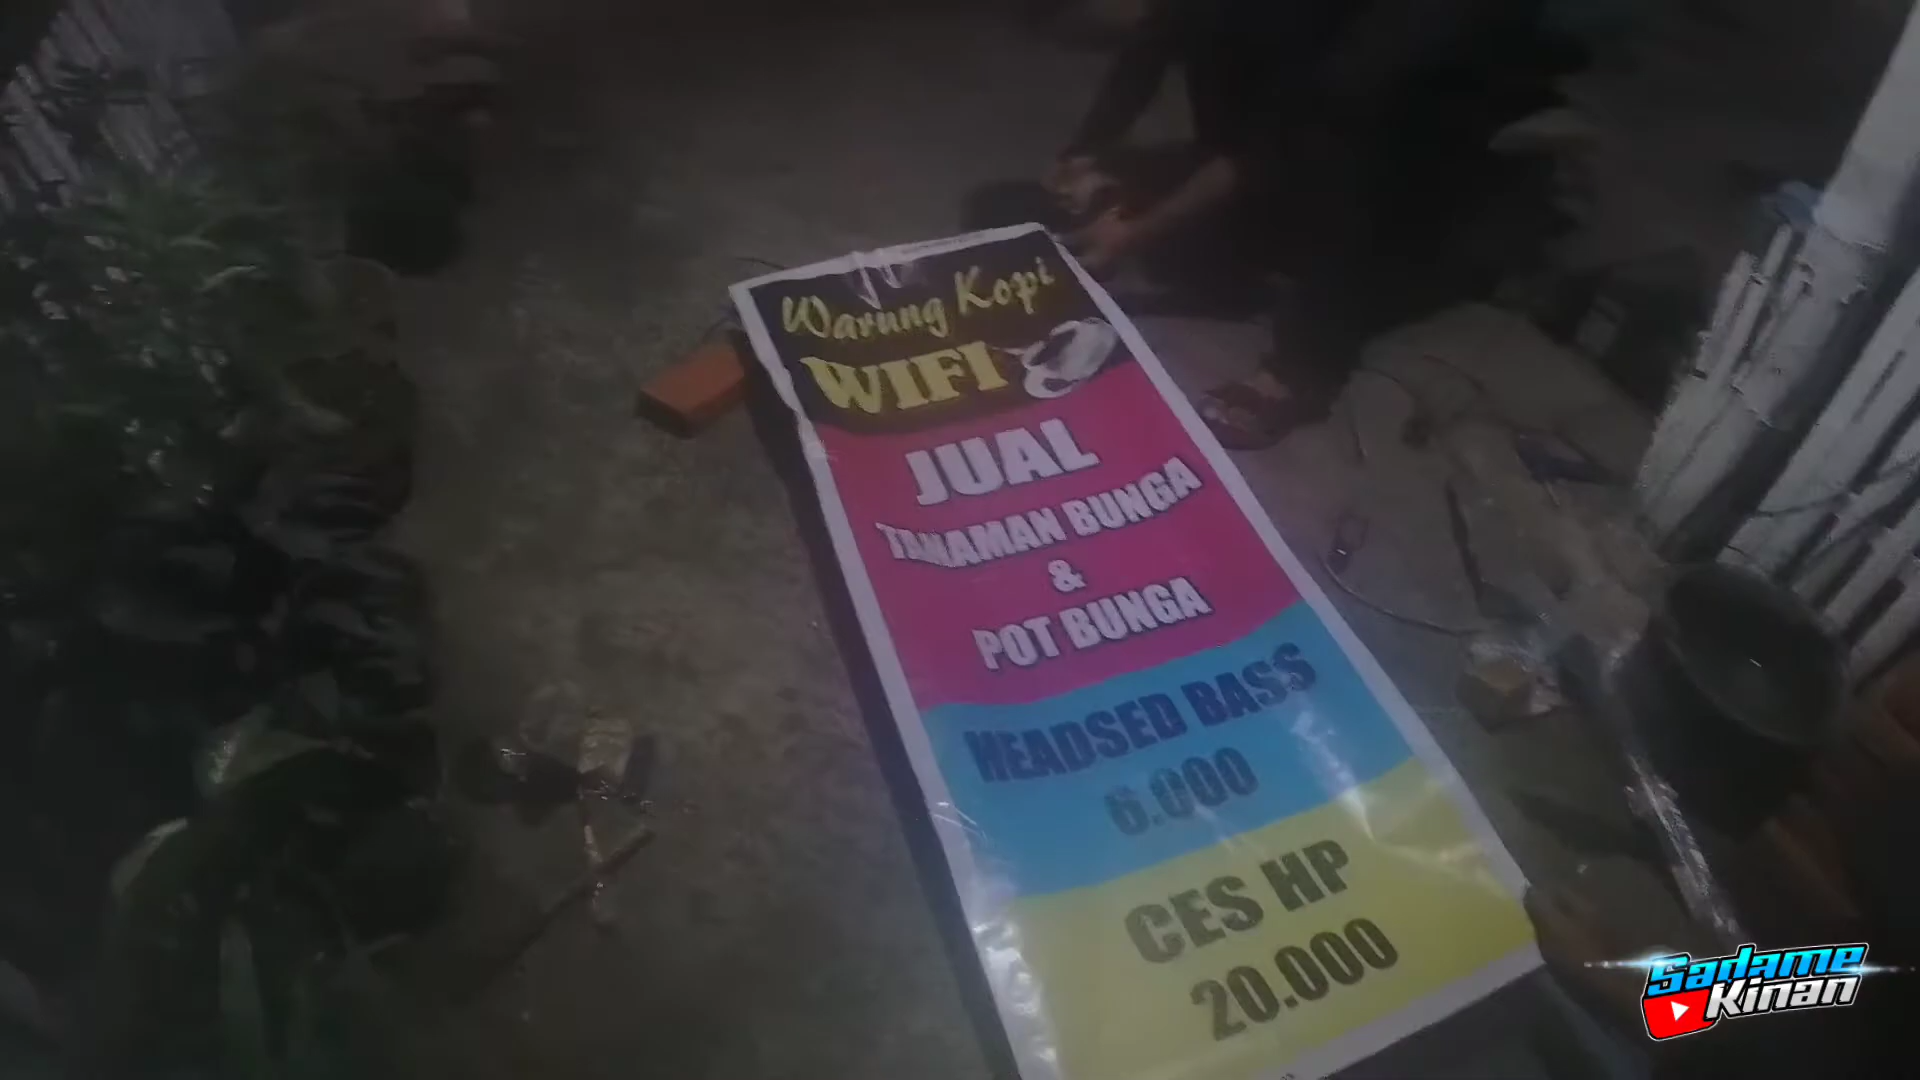 Warung Kopi
WIFI
JUAL
TANAMAN BUNGA
&
POT BUNGA
HEADSED BASS
6.000
CES HP
20.000
Sadame
Kinan